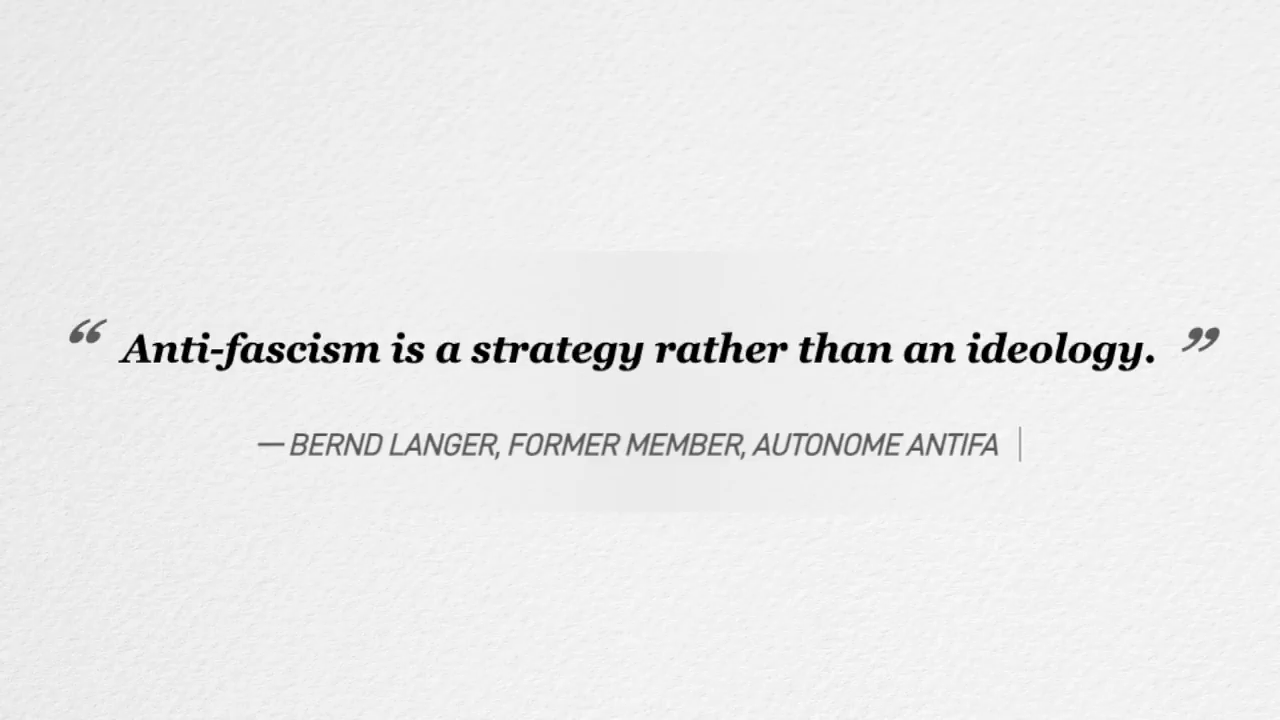 “ Anti-fascism is a strategy rather than an ideology. ”
— BERND LANGER, FORMER MEMBER, AUTONOME ANTIFA